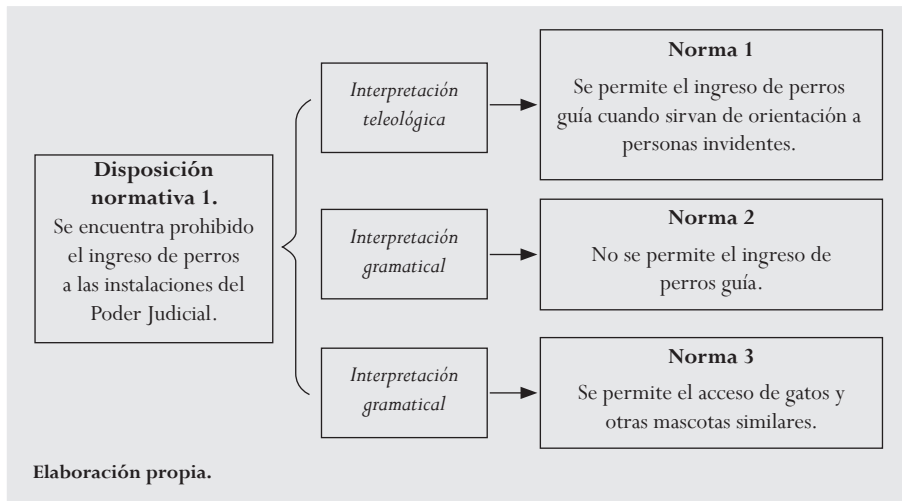 Disposición
normativa 1.
Se encuentra prohibido
el ingreso de perros
a las instalaciones del
Poder Judicial.
Interpretación
teleológica
Norma 1
Se permite el ingreso de perros
guía cuando sirvan de orientación a
personas invidentes.
Interpretación
gramatical
Norma 2
No se permite el ingreso de
perros guía.
Interpretación
gramatical
Norma 3
Se permite el acceso de gatos y
otras mascotas similares.
Elaboración propia.